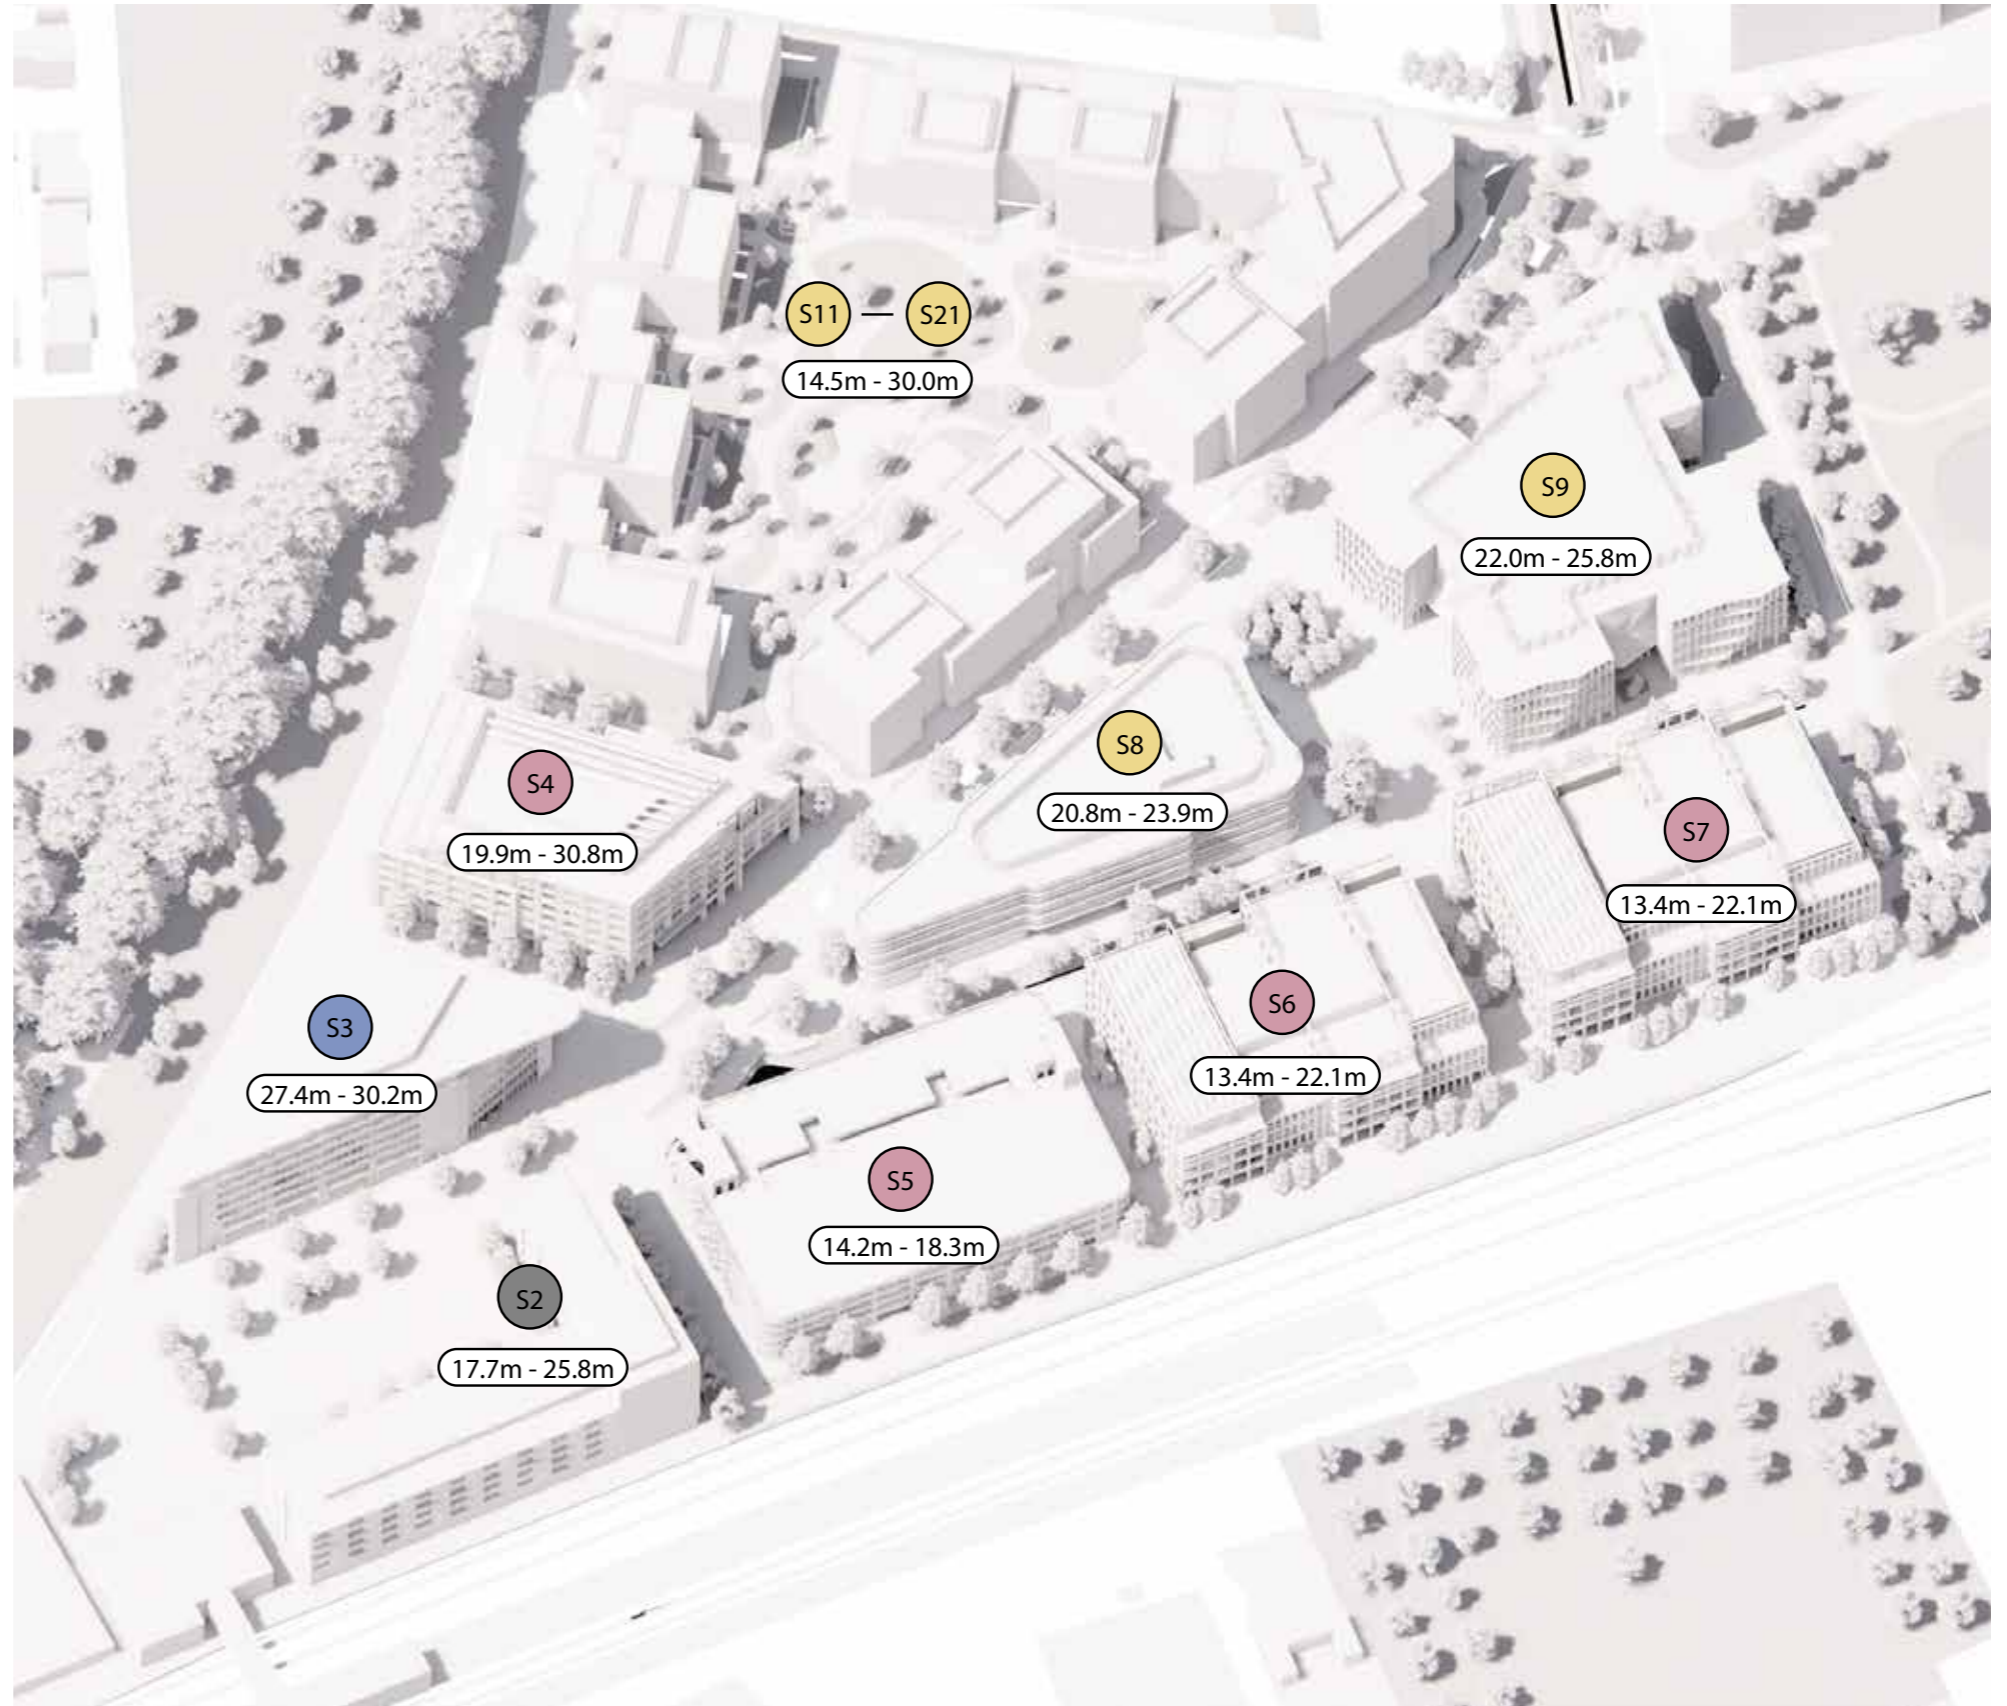 S11 — S21
14.5m - 30.0m
S9
22.0m - 25.8m
S8
20.8m - 23.9m
S4
19.9m - 30.8m
S7
13.4m - 22.1m
S6
13.4m - 22.1m
S3
27.4m - 30.2m
S5
14.2m - 18.3m
S2
17.7m - 25.8m